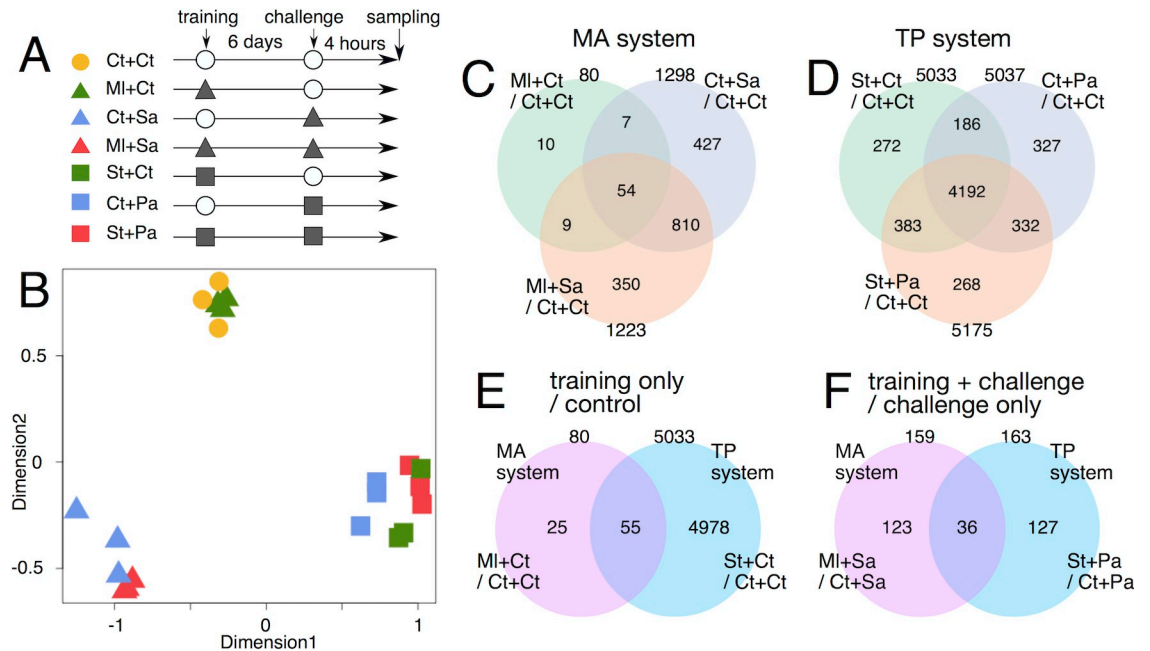 A
training
challenge
sampling
6 days
4 hours
Ct+Ct
Ml+Ct
Ct+Sa
Ml+Sa
St+Ct
Ct+Pa
St+Pa
B
0.5
0
-0.5
Dimension2
-1
0
1
Dimension1
MA system
C
Ml+Ct
/ Ct+Ct
80
1298
Ct+Sa
/ Ct+Ct
7
10
427
54
9
810
Ml+Sa
/ Ct+Ct
350
1223
TP system
D
St+Ct
/ Ct+Ct
5033
5037
Ct+Pa
/ Ct+Ct
186
272
327
4192
383
332
St+Pa
/ Ct+Ct
268
5175
E
training only
/ control
80
5033
MA
system
TP
system
25
55
4978
Ml+Ct
/ Ct+Ct
St+Ct
/ Ct+Ct
F
training + challenge
/ challenge only
159
163
MA
system
TP
system
123
36
127
Ml+Sa
/ Ct+Sa
St+Pa
/ Ct+Pa